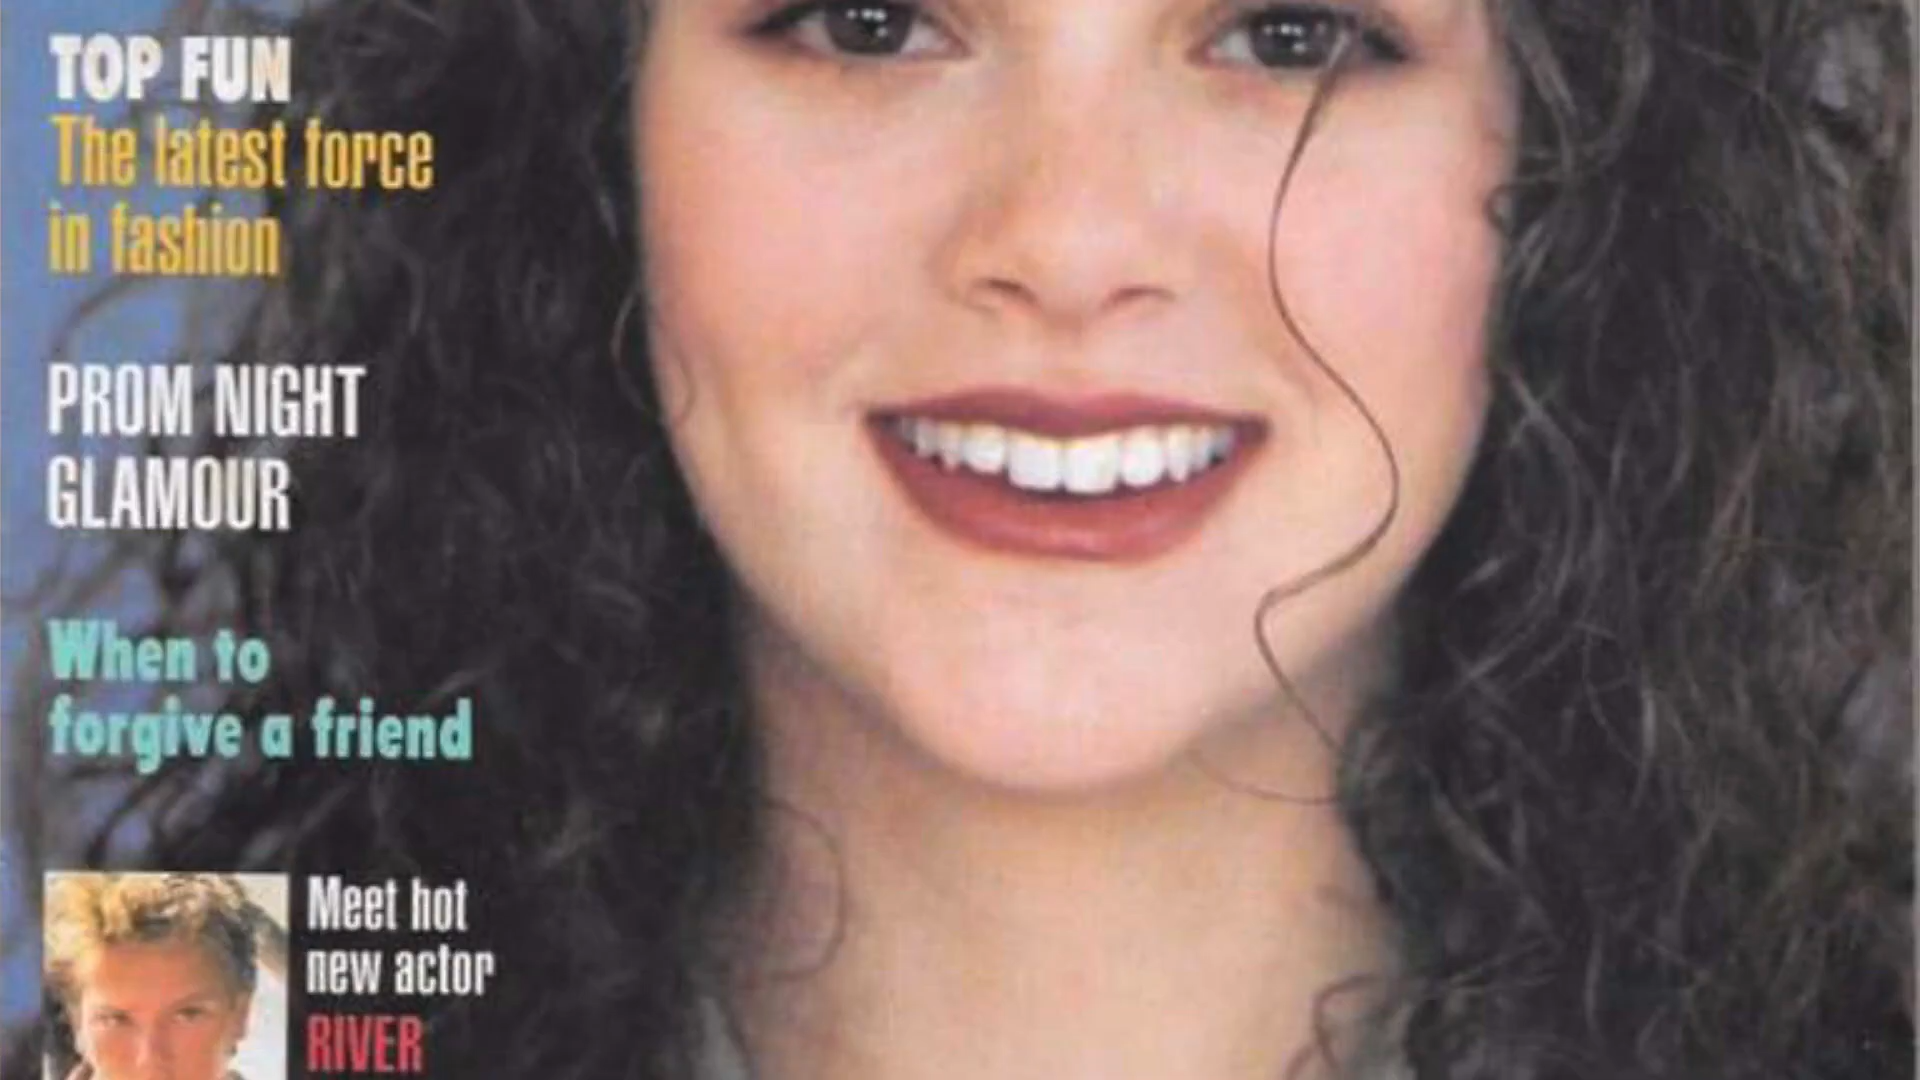 TOP FUN
The latest force
in fashion
PROM NIGHT
GLAMOUR
When to
forgive a friend
Meet hot
new actor
RIVER